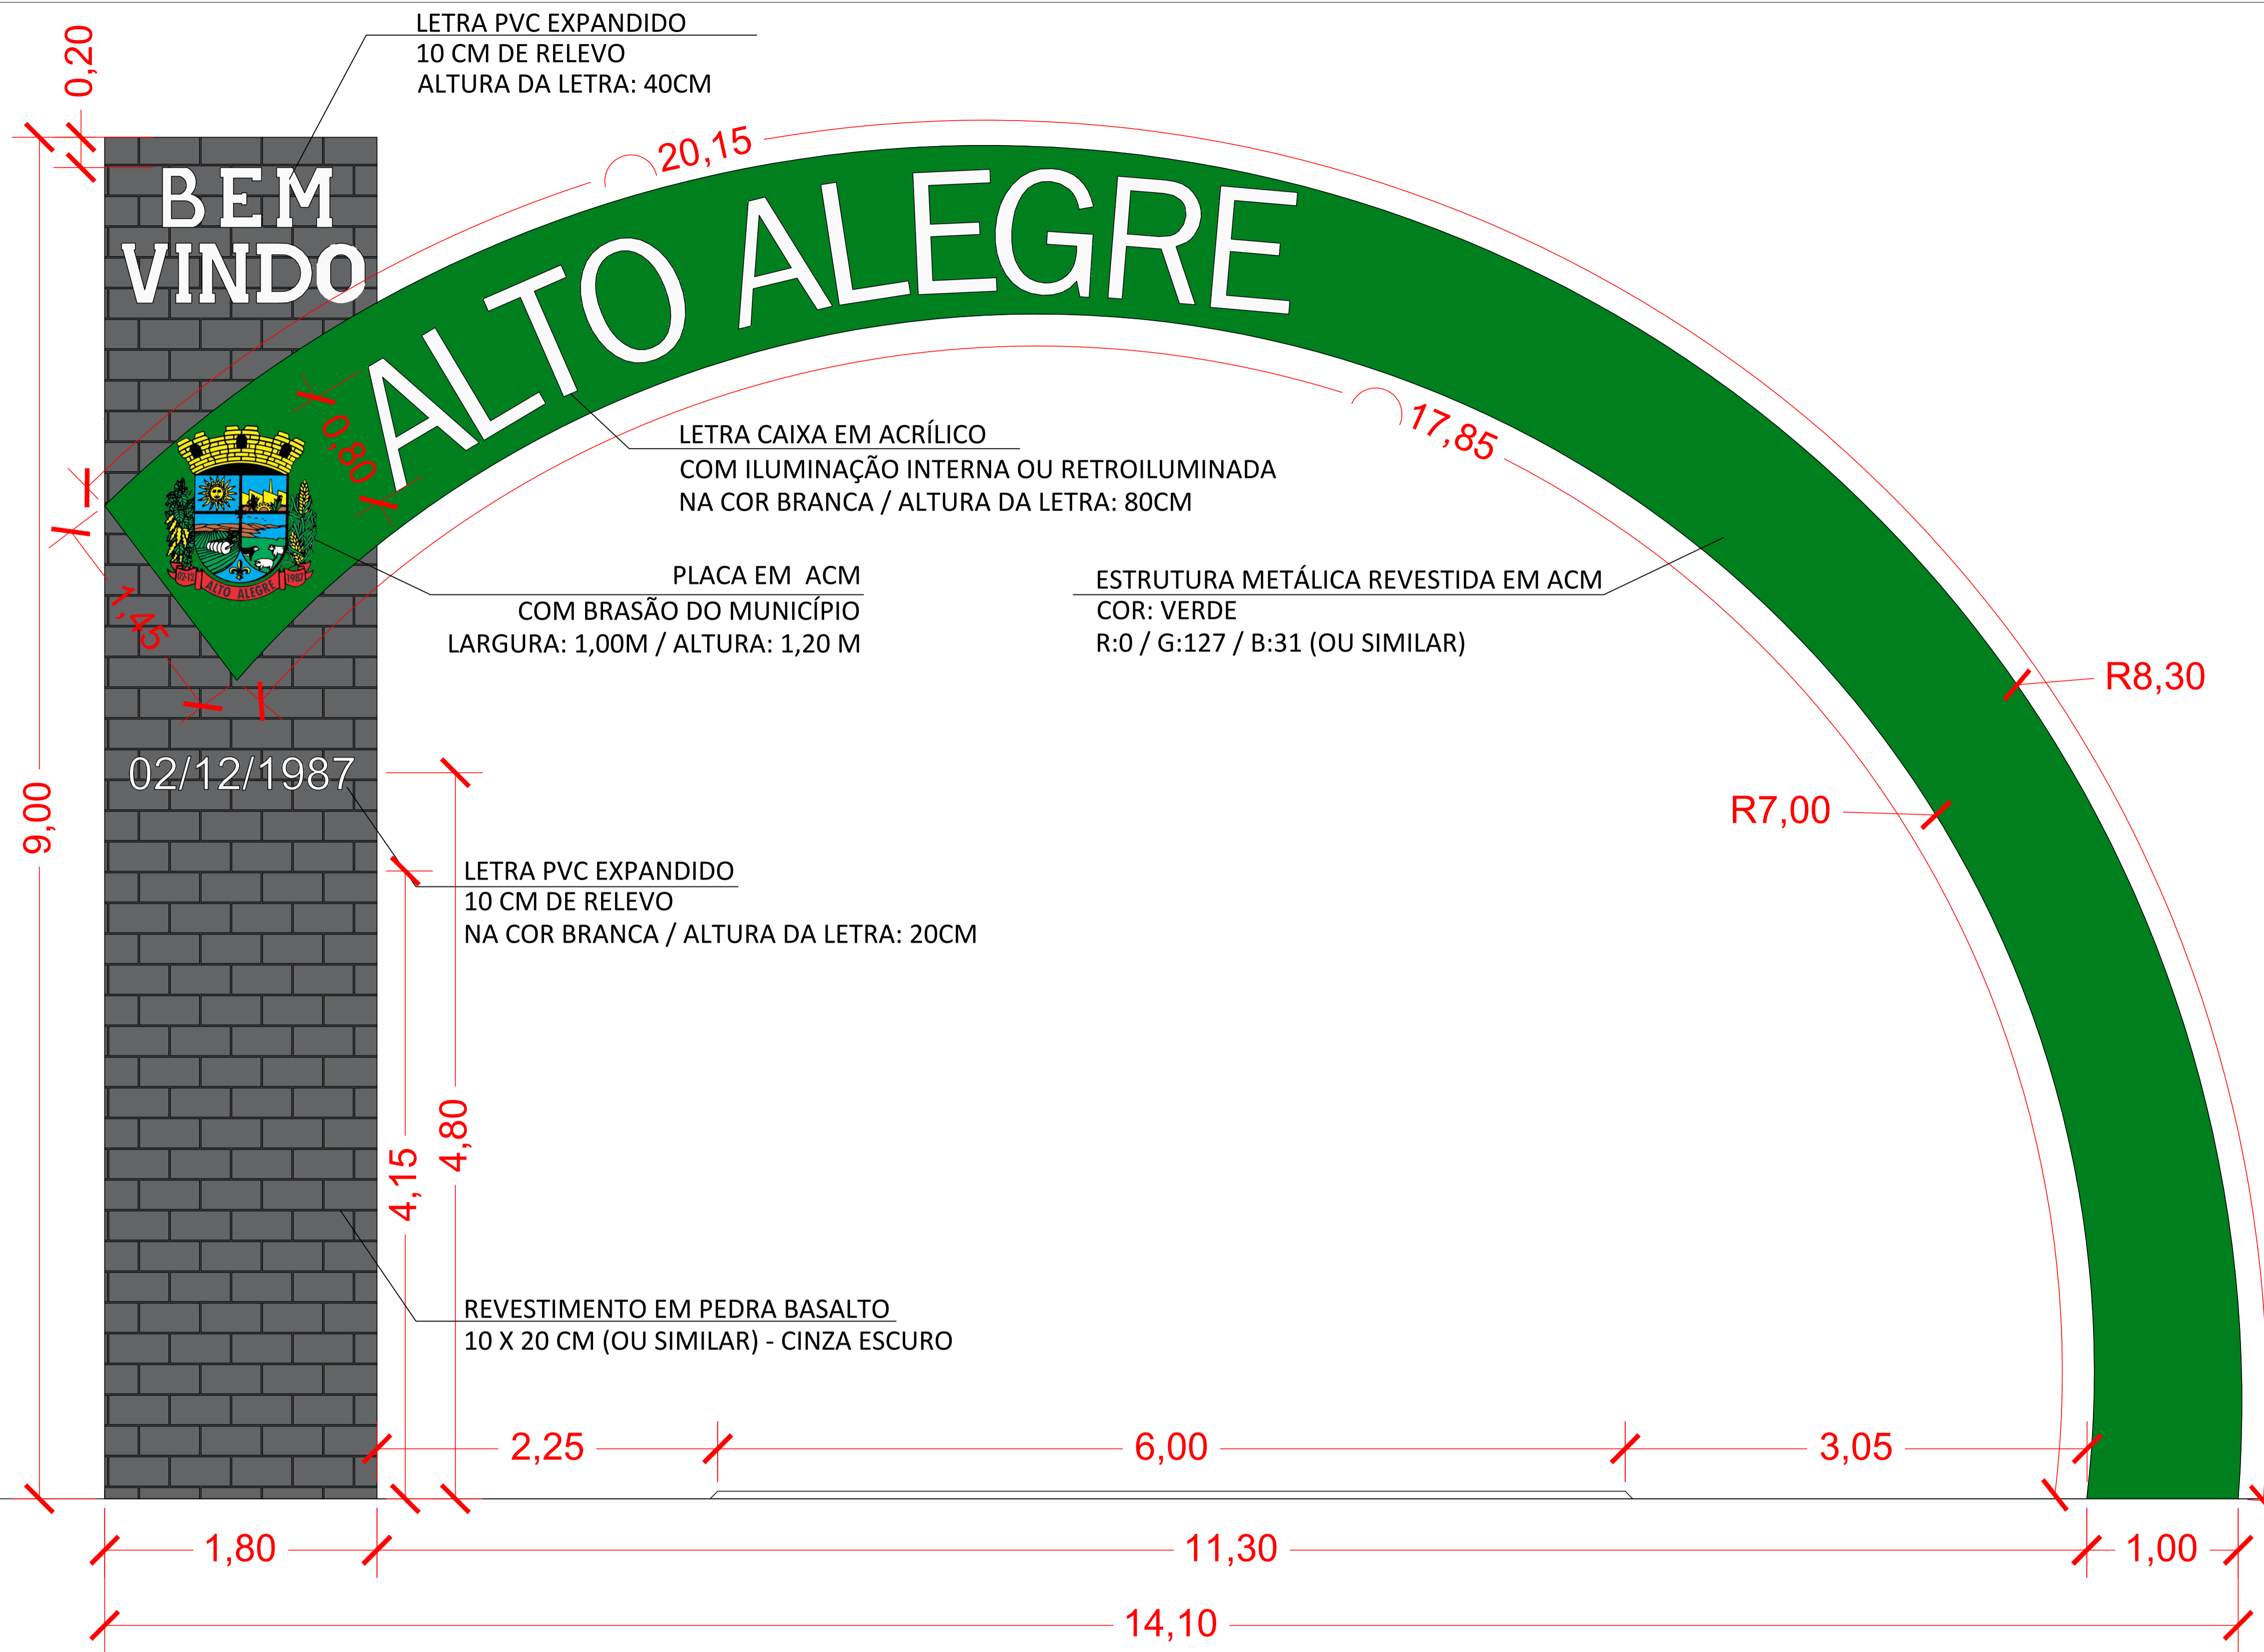 LETRA PVC EXPANDIDO
10 CM DE RELEVO
ALTURA DA LETRA: 40CM
0,20
20,15
BEM
VINDO
ALTO ALEGRE
0,80
LETRA CAIXA EM ACRÍLICO
COM ILUMINAÇÃO INTERNA OU RETROILUMINADA
NA COR BRANCA / ALTURA DA LETRA: 80CM
17,85
02-12 ALTO ALEGRE 1987
1,45
PLACA EM ACM
COM BRASÃO DO MUNICÍPIO
LARGURA: 1,00M / ALTURA: 1,20 M
ESTRUTURA METÁLICA REVESTIDA EM ACM
COR: VERDE
R:0 / G:127 / B:31 (OU SIMILAR)
R8,30
R7,00
02/12/1987
9,00
LETRA PVC EXPANDIDO
10 CM DE RELEVO
NA COR BRANCA / ALTURA DA LETRA: 20CM
4,15
4,80
REVESTIMENTO EM PEDRA BASALTO
10 X 20 CM (OU SIMILAR) - CINZA ESCURO
2,25
6,00
3,05
1,80
11,30
1,00
14,10